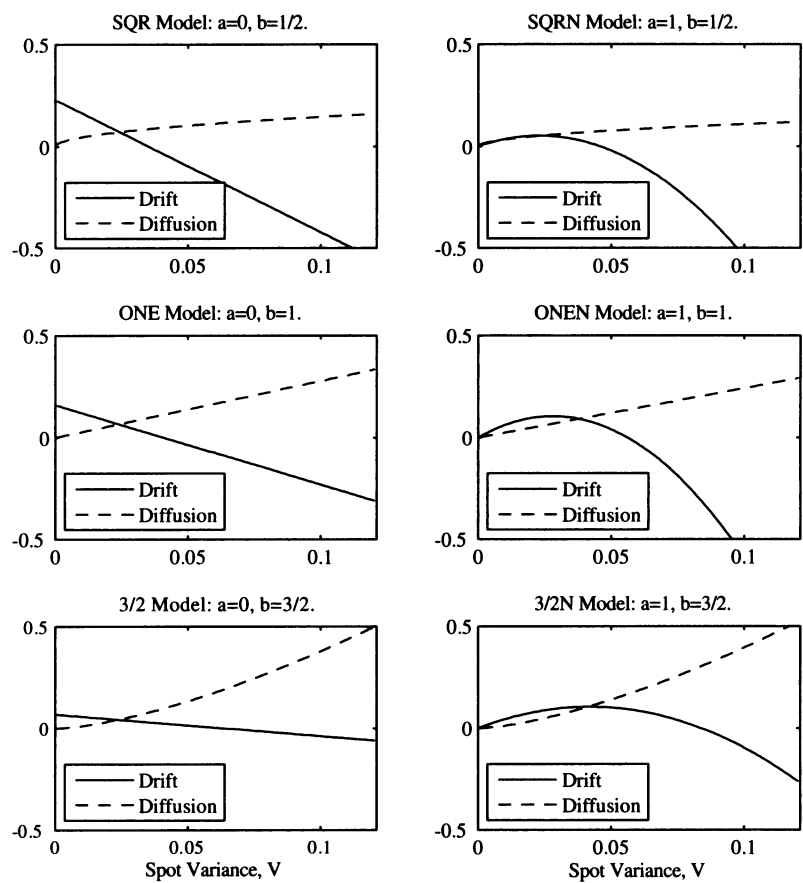 SQR Model: a=0, b=1/2.
0.5
0
-0.5
Drift
Diffusion
0
0.05
0.1
SQRN Model: a=1, b=1/2.
0.5
0
-0.5
Drift
Diffusion
0
0.05
0.1
ONE Model: a=0, b=1.
0.5
0
-0.5
Drift
Diffusion
0
0.05
0.1
ONEN Model: a=1, b=1.
0.5
0
-0.5
Drift
Diffusion
0
0.05
0.1
3/2 Model: a=0, b=3/2.
0.5
0
-0.5
Drift
Diffusion
0
0.05
0.1
Spot Variance, V
3/2N Model: a=1, b=3/2.
0.5
0
-0.5
Drift
Diffusion
0
0.05
0.1
Spot Variance, V